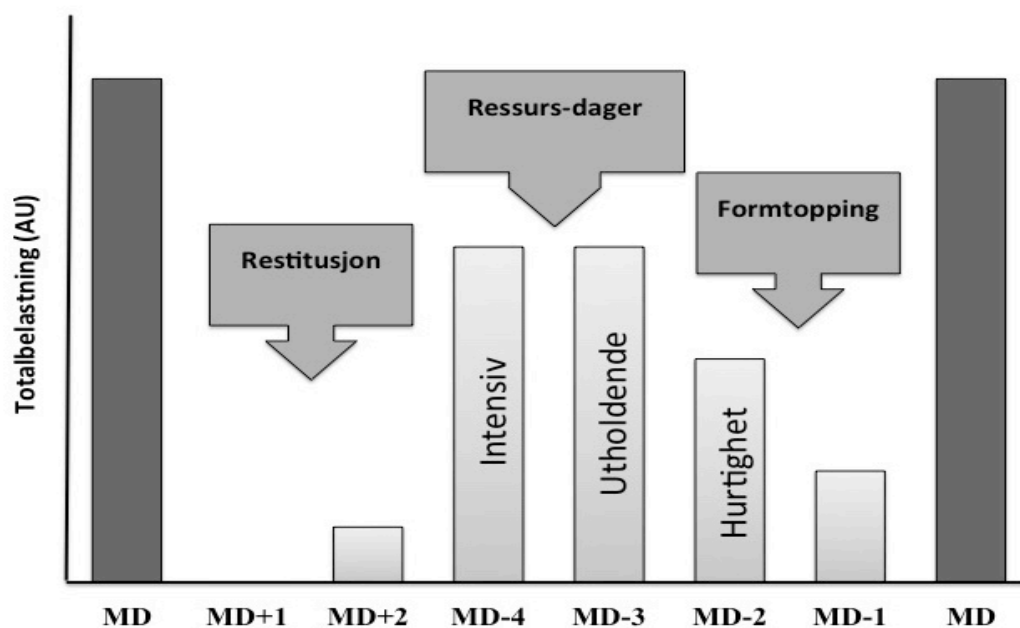 Totalbelastning (AU)
Ressurs-dager
Formtopping
Restitusjon
Intensiv
Utholdende
Hurtighet
MD MD+1 MD+2 MD-4 MD-3 MD-2 MD-1 MD